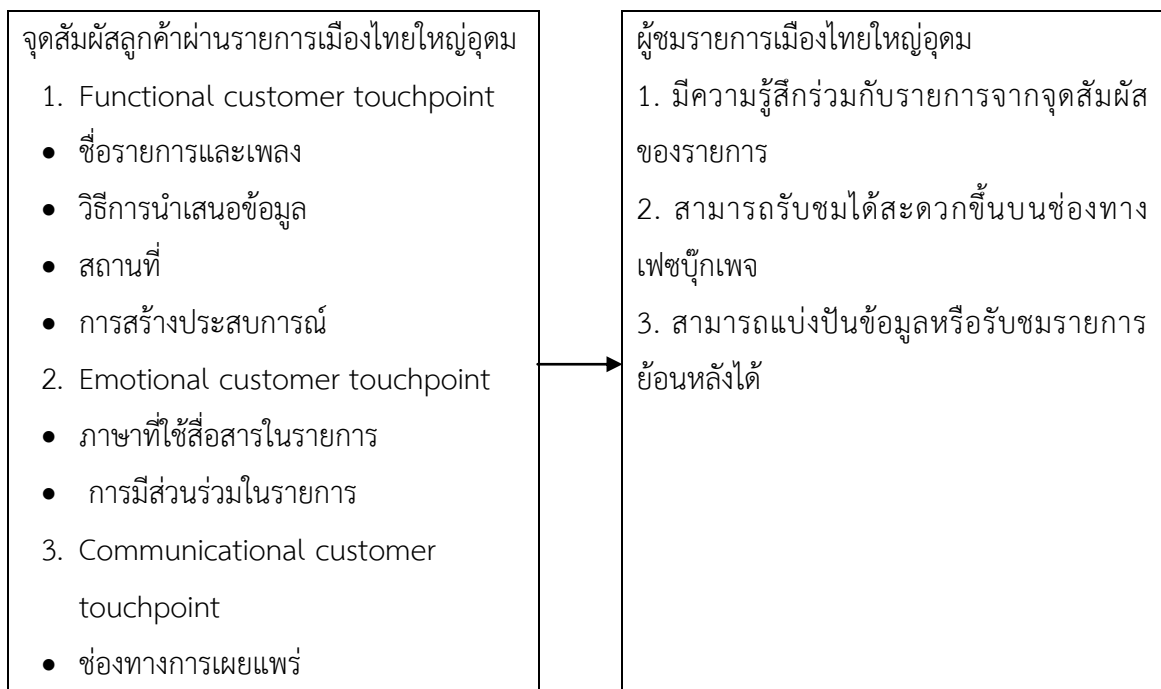 จุดสัมผัสลูกค้าผ่านรายการเมืองไทยใหญ่อุดม
1. Functional customer touchpoint
• ชื่อรายการและเพลง
• วิธีการนำเสนอข้อมูล
• สถานที่
• การสร้างประสบการณ์
2. Emotional customer touchpoint
• ภาษาที่ใช้สื่อสารในรายการ
• การมีส่วนร่วมในรายการ
3. Communicational customer
touchpoint
• ช่องทางการเผยแพร่
ผู้ชมรายการเมืองไทยใหญ่อุดม
1. มีความรู้สึกร่วมกับรายการจากจุดสัมผัส
ของรายการ
2. สามารถรับชมได้สะดวกขึ้นบนช่องทาง
เฟซบุ๊กเพจ
3. สามารถแบ่งปันข้อมูลหรือรับชมรายการ
ย้อนหลังได้